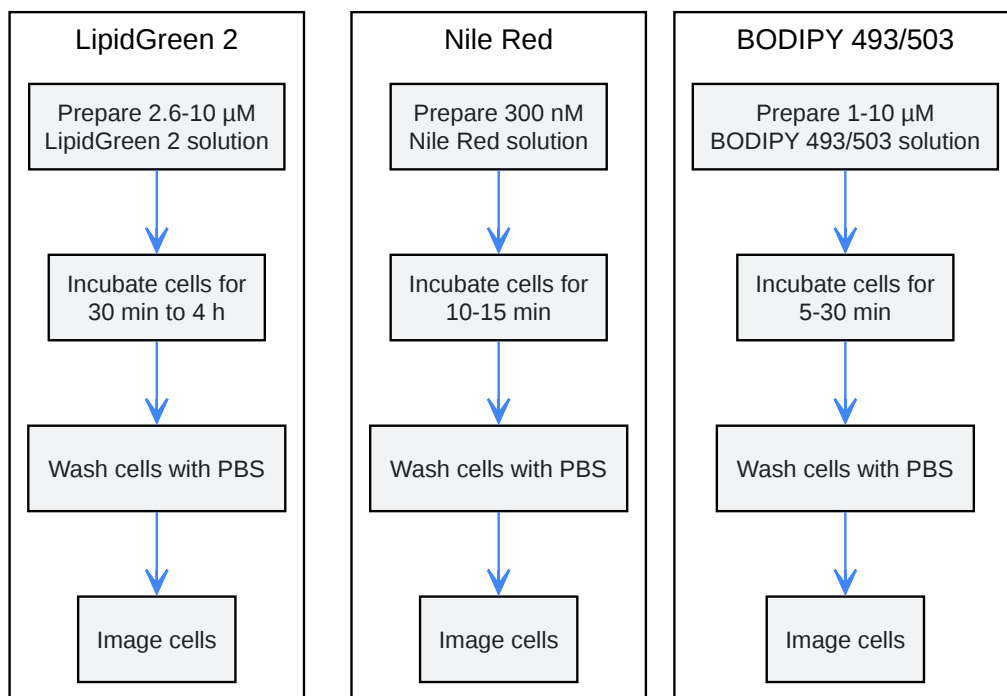 LipidGreen 2
Prepare 2.6-10 µM
LipidGreen 2 solution
Incubate cells for
30 min to 4 h
Wash cells with PBS
Image cells
Nile Red
Prepare 300 nM
Nile Red solution
Incubate cells for
10-15 min
Wash cells with PBS
Image cells
BODIPY 493/503
Prepare 1-10 µM
BODIPY 493/503 solution
Incubate cells for
5-30 min
Wash cells with PBS
Image cells